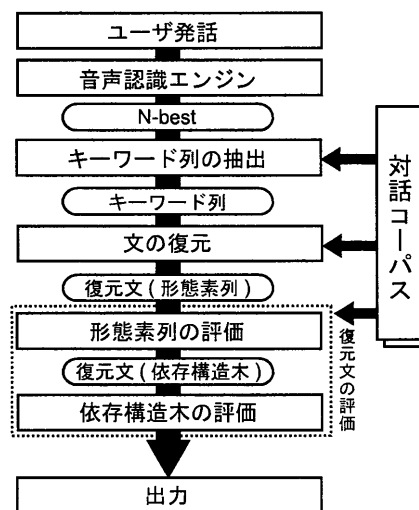 ユーザ発話
音声認識エンジン
N-best
キーワード列の抽出
キーワード列
文の復元
復元文(形態素列)
形態素列の評価
復元文(依存構造木)
依存構造木の評価
出力
対話コーパス
復元文の評価